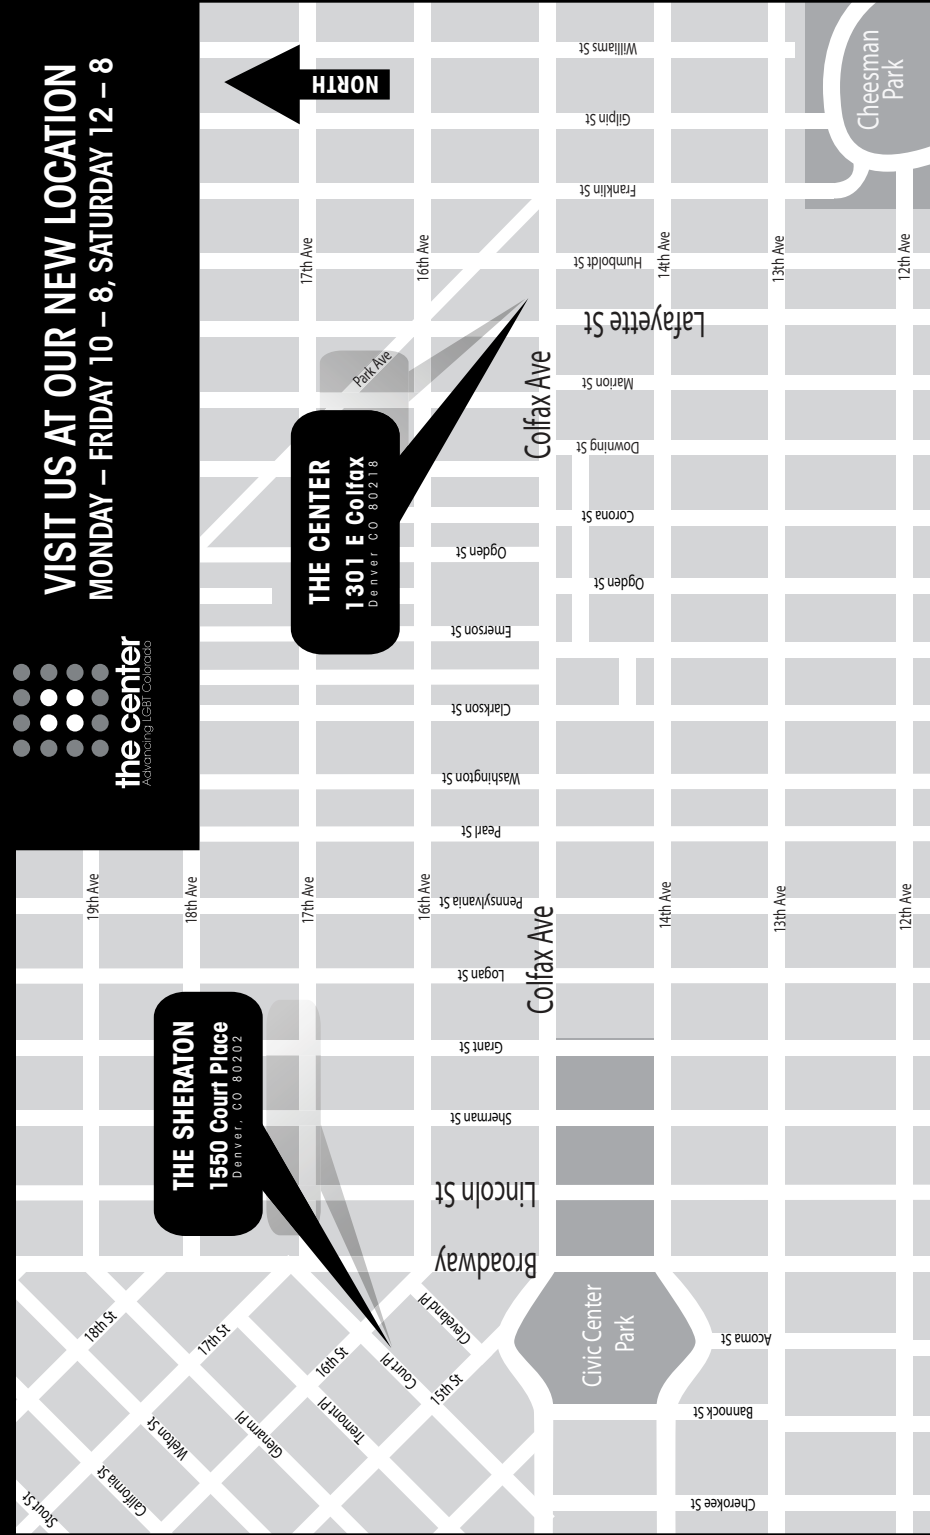 VISIT US AT OUR NEW LOCATION
MONDAY – FRIDAY 10 – 8, SATURDAY 12 – 8
the center
Advancing LGBT Colorado
NORTH
THE CENTER
1301 E Colfax
Denver CO 80218
THE SHERATON
1550 Court Place
Denver, CO 80202
Cheesman
Park
Civic Center
Park
Williams St
Gilpin St
Franklin St
Humboldt St
Lafayette St
Marion St
Downing St
Corona St
Ogden St
Ogden St
Emerson St
Clarkson St
Washington St
Pearl St
Pennsylvania St
Logan St
Grant St
Sherman St
Lincoln St
Broadway
17th Ave
16th Ave
14th Ave
13th Ave
12th Ave
Park Ave
Colfax Ave
19th Ave
18th Ave
17th Ave
16th Ave
Colfax Ave
14th Ave
13th Ave
12th Ave
18th St
17th St
16th St
15th St
Cleveland Pl
Court Pl
Tremont Pl
Glenarm Pl
Welton St
California St
Stout St
Acoma St
Bannock St
Cherokee St